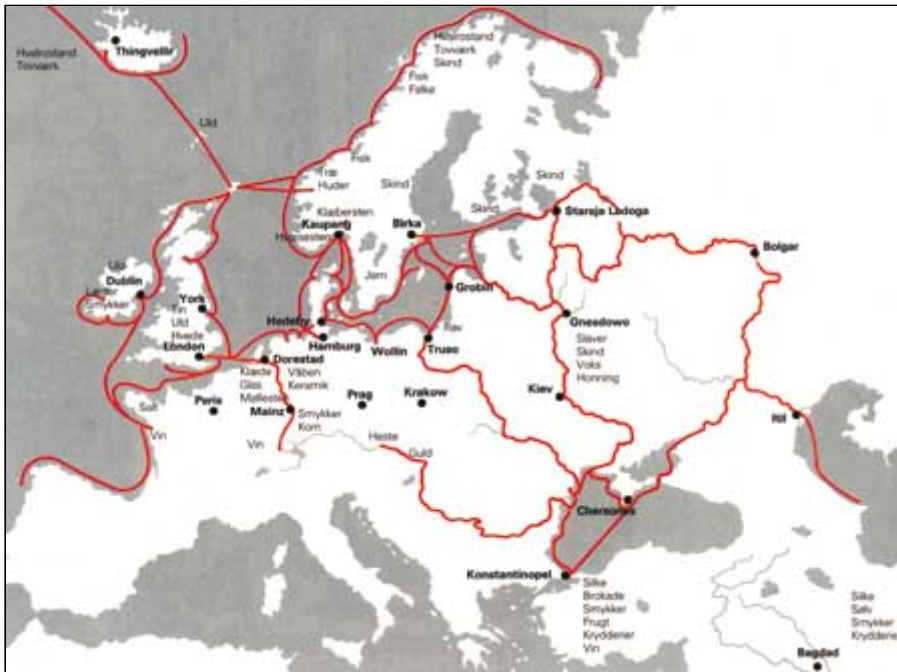 Thingvellir
Hvalrostand
Tovværk
Hvalrostand
Tovværk
Skind
Fisk
Falke
Uld
Fisk
Træ
Huder
Skind
Skind
Skind
Staraja Ladoga
Klæbersten
Kaupang
Birka
Bolgar
Jern
Uld
Dublin
Læder
Smykker
York
Tin
Uld
Hvede
London
Hedeby
Hamburg
Wollin
Grobin
Rav
Truso
Gnesdowo
Slaver
Skind
Voks
Honning
Dorestad
Klæde
Glas
Møllesten
Våben
Keramik
Paris
Mainz
Smykker
Korn
Prag
Krakow
Kiev
Itil
Salt
Vin
Vin
Heste
Guld
Chersones
Konstantinopel
Silke
Brokade
Smykker
Frugt
Krydderier
Vin
Silke
Sølv
Smykker
Krydderier
Bagdad